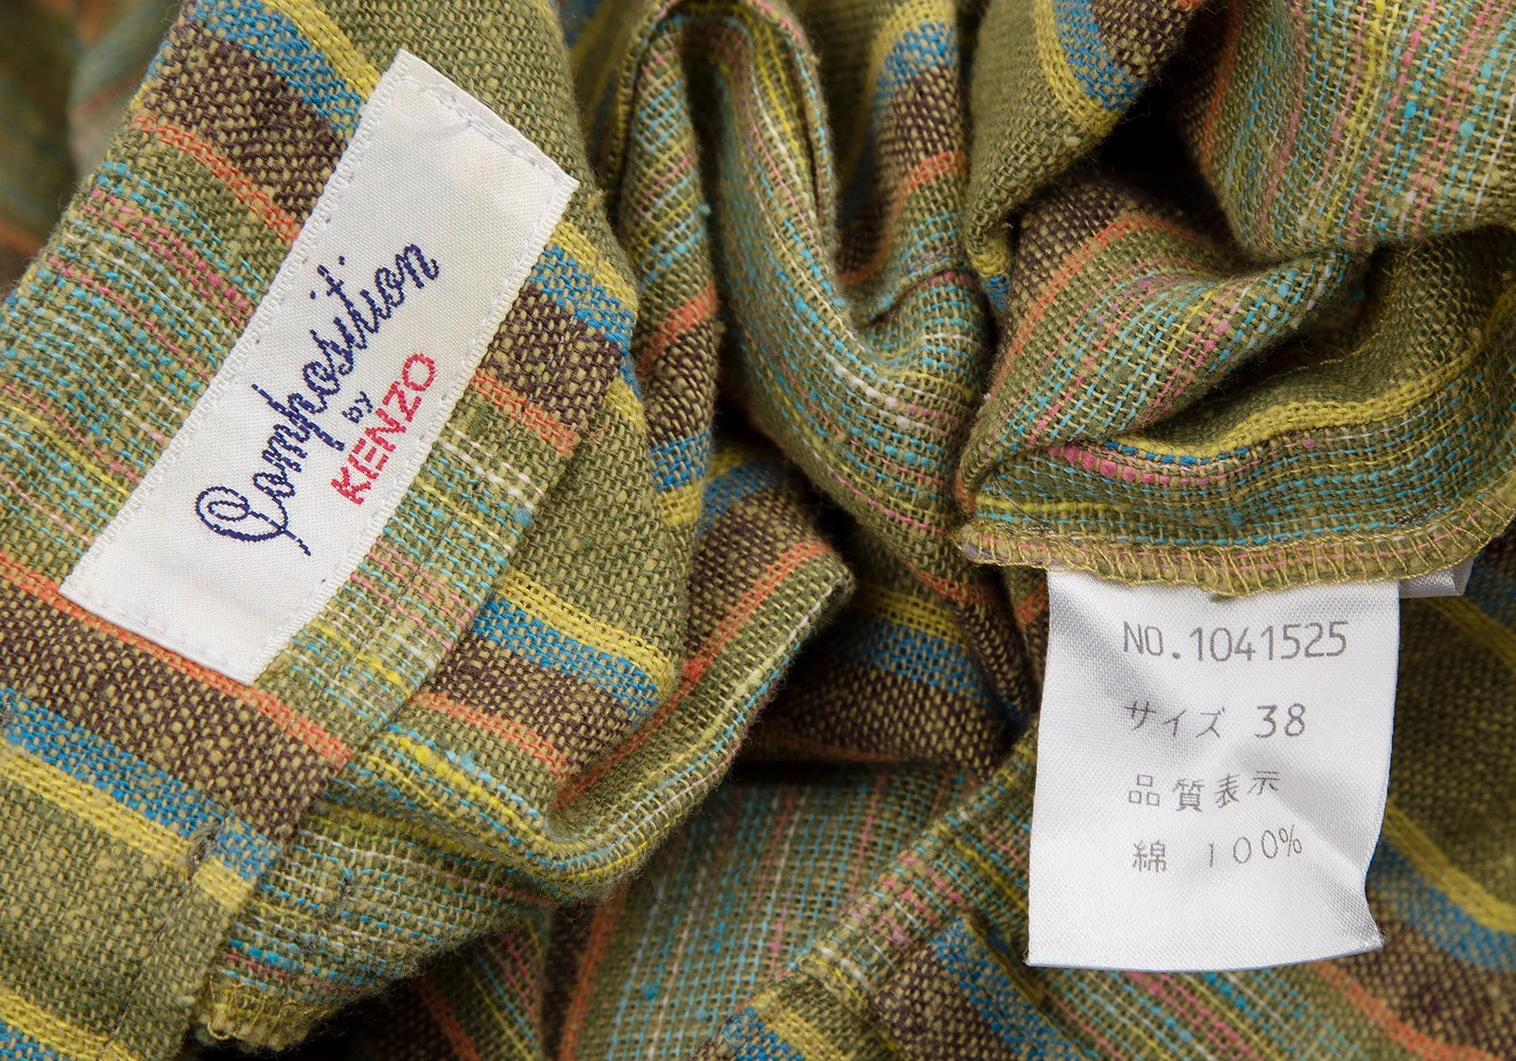 Composition
by
KENZO
NO.1041525
サイズ 38
品質表示
綿 100%